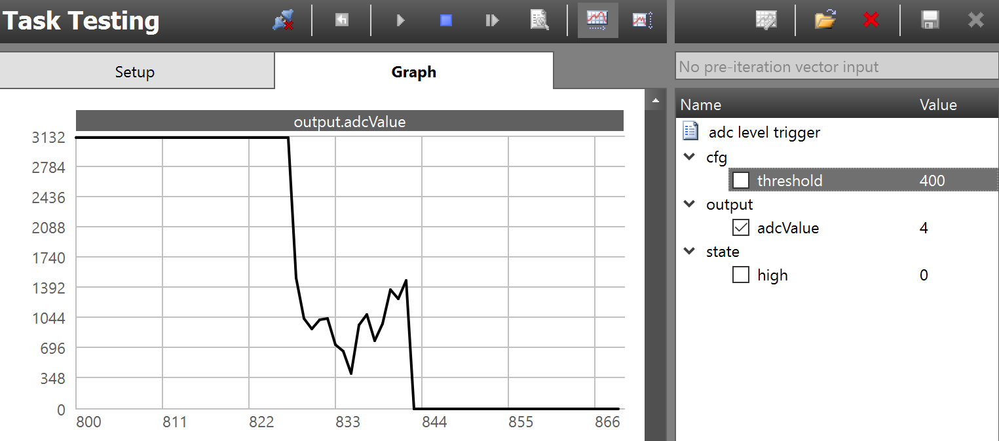 Task Testing
Setup
Graph
output.adcValue
3132
2784
2436
2088
1740
1392
1044
696
348
0
800 811 822 833 844 855 866
No pre-iteration vector input
Name Value
adc level trigger
cfg
threshold 400
output
adcValue 4
state
high 0